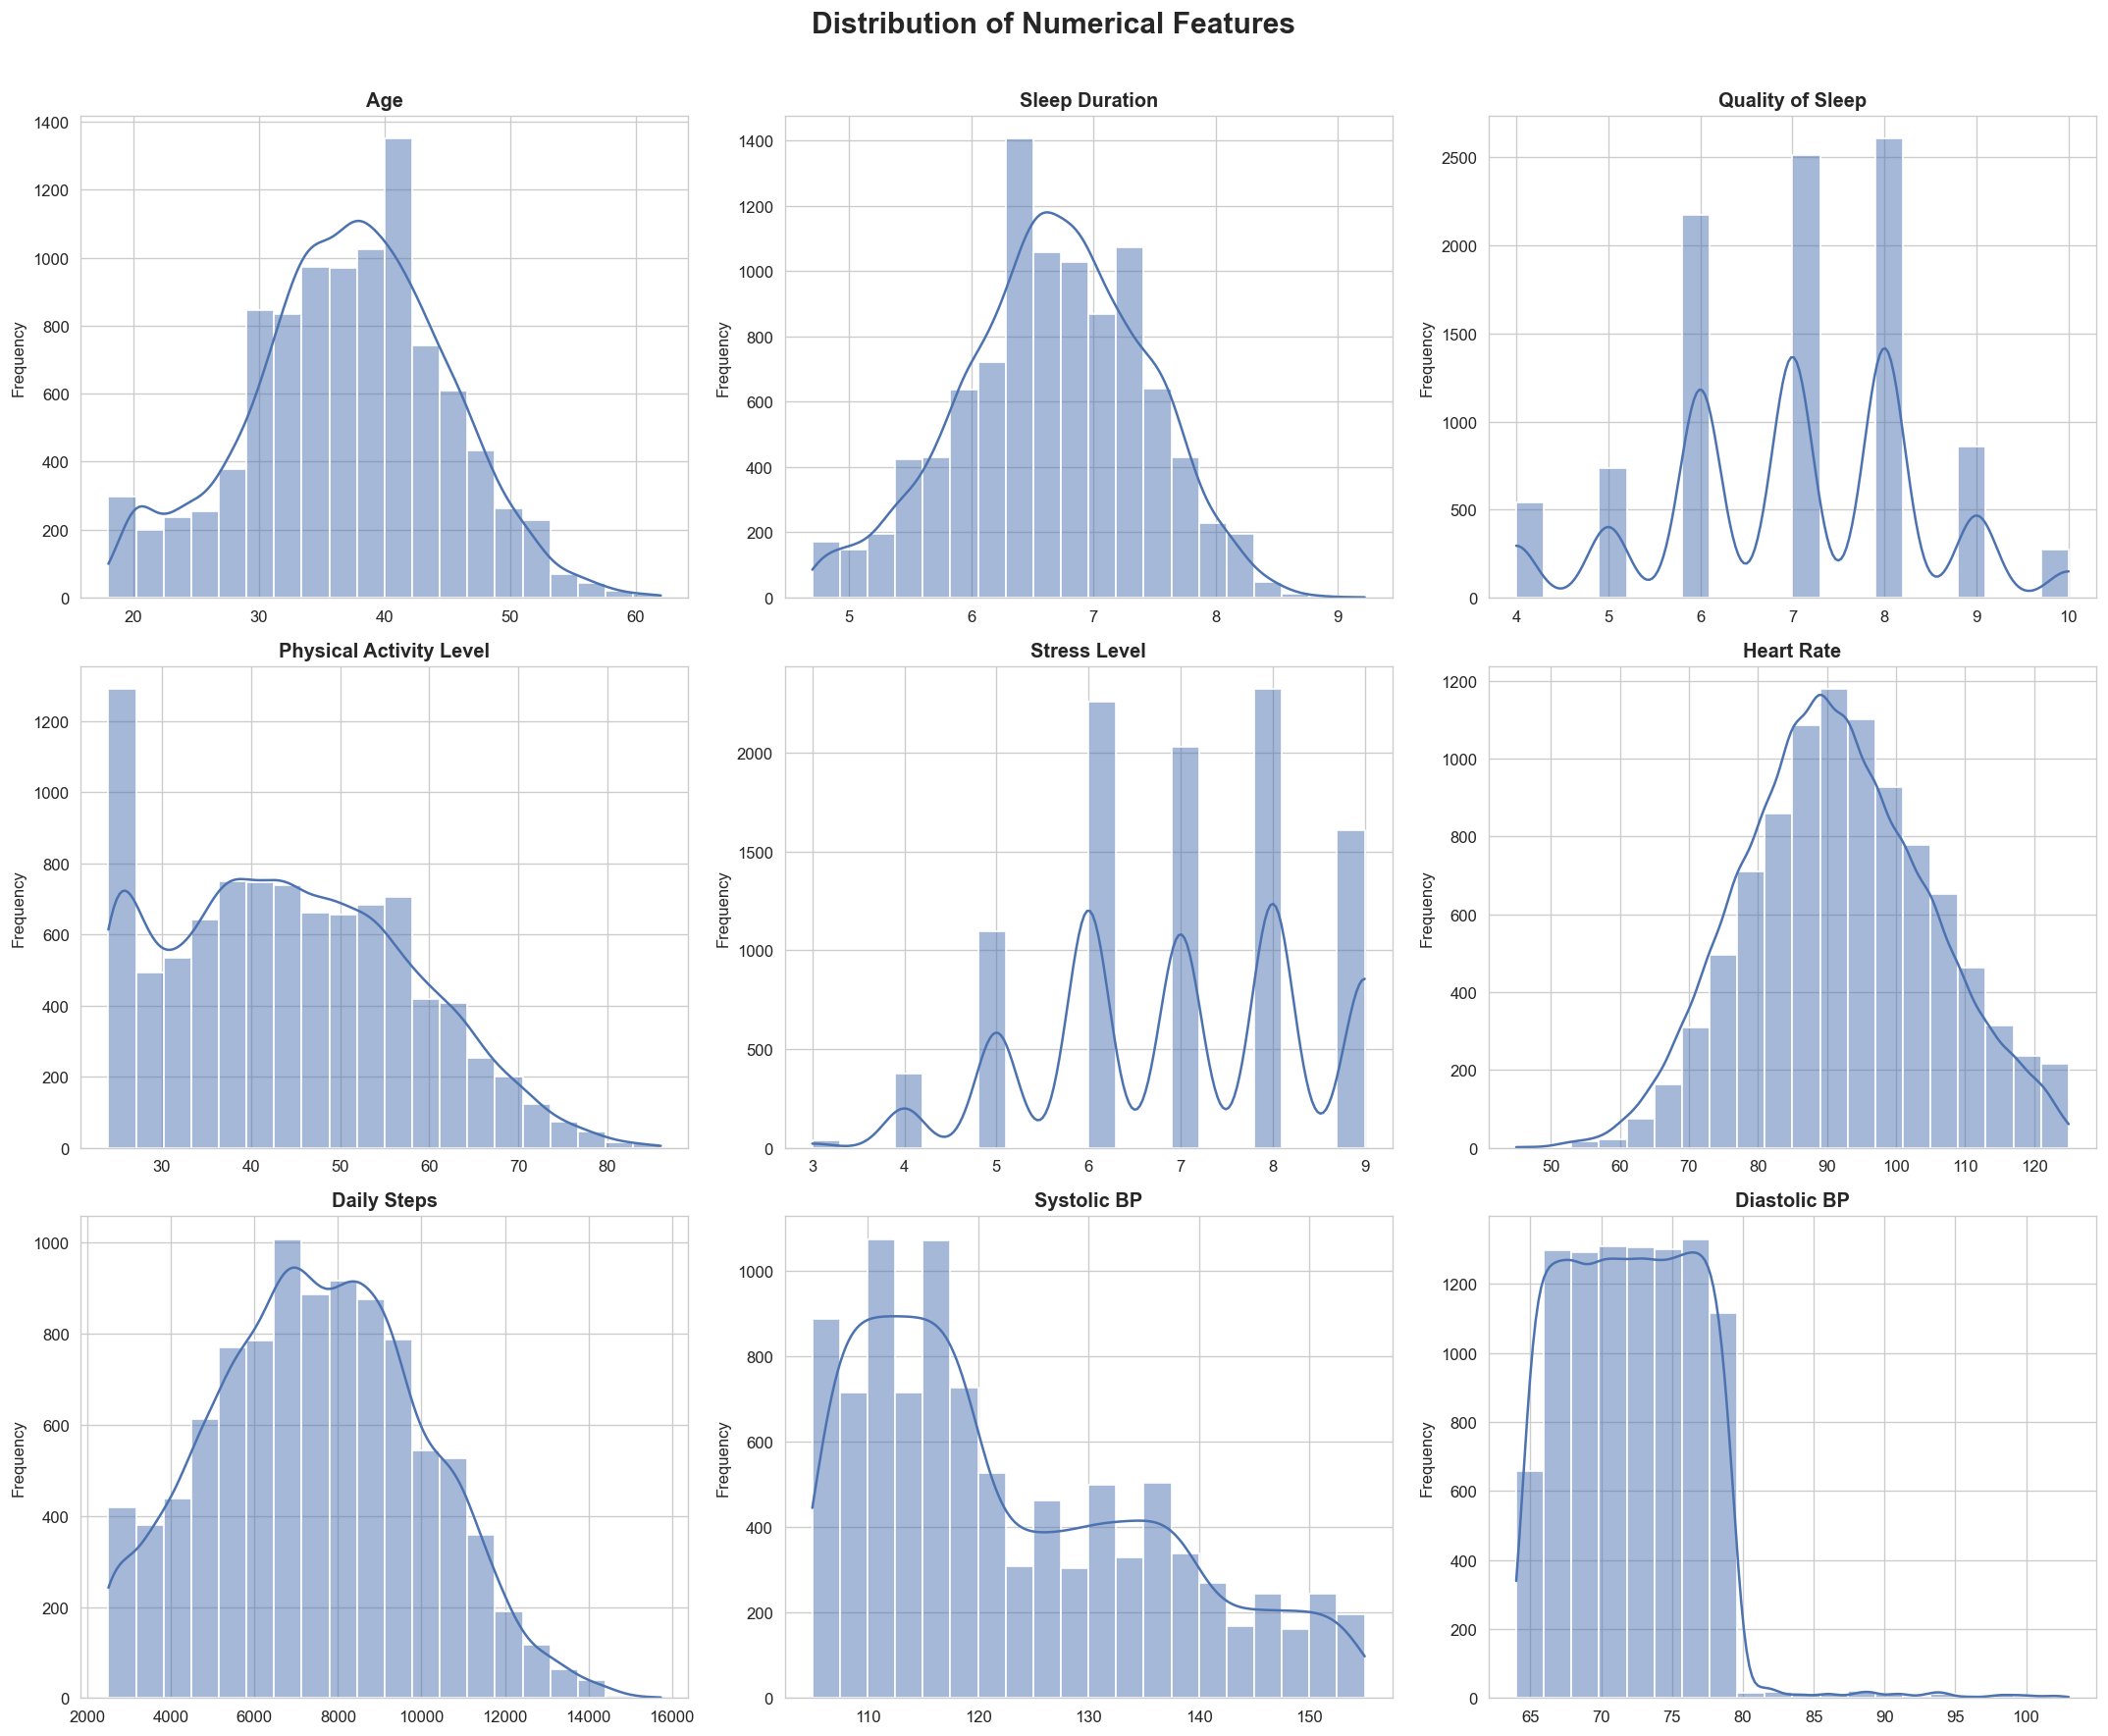 Distribution of Numerical Features
Age
Frequency
1400
1200
1000
800
600
400
200
0
20 30 40 50 60
Sleep Duration
Frequency
1400
1200
1000
800
600
400
200
0
5 6 7 8 9
Quality of Sleep
Frequency
2500
2000
1500
1000
500
0
4 5 6 7 8 9 10
Physical Activity Level
Frequency
1200
1000
800
600
400
200
0
30 40 50 60 70 80
Stress Level
Frequency
2000
1500
1000
500
0
3 4 5 6 7 8 9
Heart Rate
Frequency
1200
1000
800
600
400
200
0
50 60 70 80 90 100 110 120
Daily Steps
Frequency
1000
800
600
400
200
0
2000 4000 6000 8000 10000 12000 14000 16000
Systolic BP
Frequency
1000
800
600
400
200
0
110 120 130 140 150
Diastolic BP
Frequency
1200
1000
800
600
400
200
0
65 70 75 80 85 90 95 100